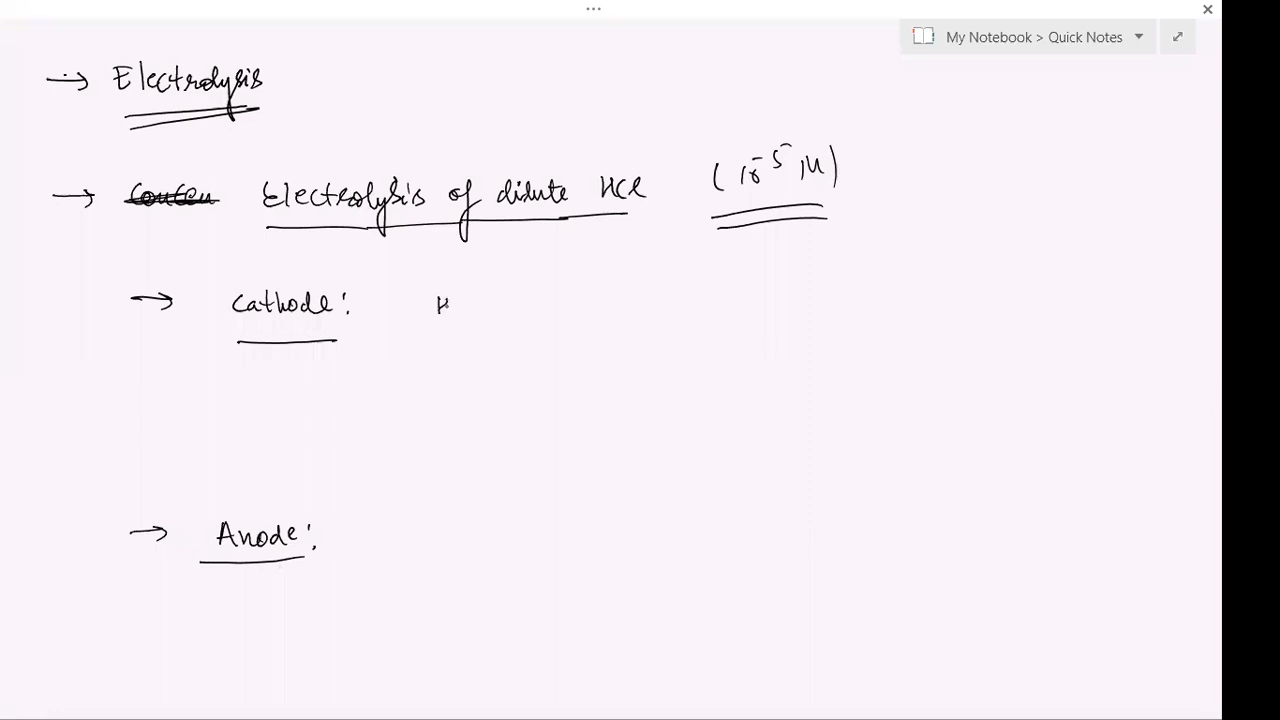 My Notebook > Quick Notes
→ Electrolysis
→ Electrolysis of dilute HCl (10⁻⁵ M)
→ Cathode: H
→ Anode: